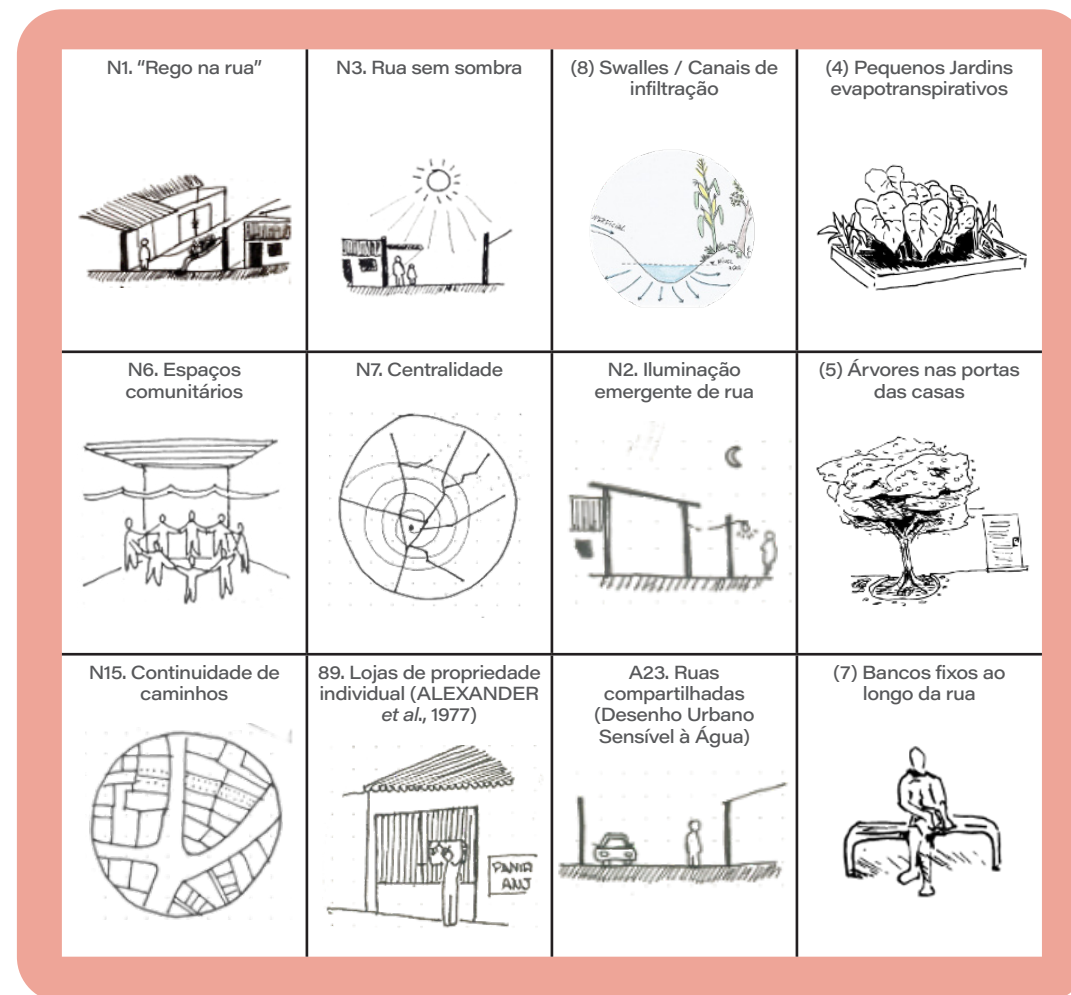 N1. “Rego na rua”
N3. Rua sem sombra
(8) Swalles / Canais de
infiltração
(4) Pequenos Jardins
evapotranspirativos
N6. Espaços
comunitários
N7. Centralidade
N2. Iluminação
emergente de rua
(5) Árvores nas portas
das casas
N15. Continuidade de
caminhos
89. Lojas de propriedade
individual (ALEXANDER
et al., 1977)
PANIA
ANJ
A23. Ruas
compartilhadas
(Desenho Urbano
Sensível à Água)
(7) Bancos fixos ao
longo da rua